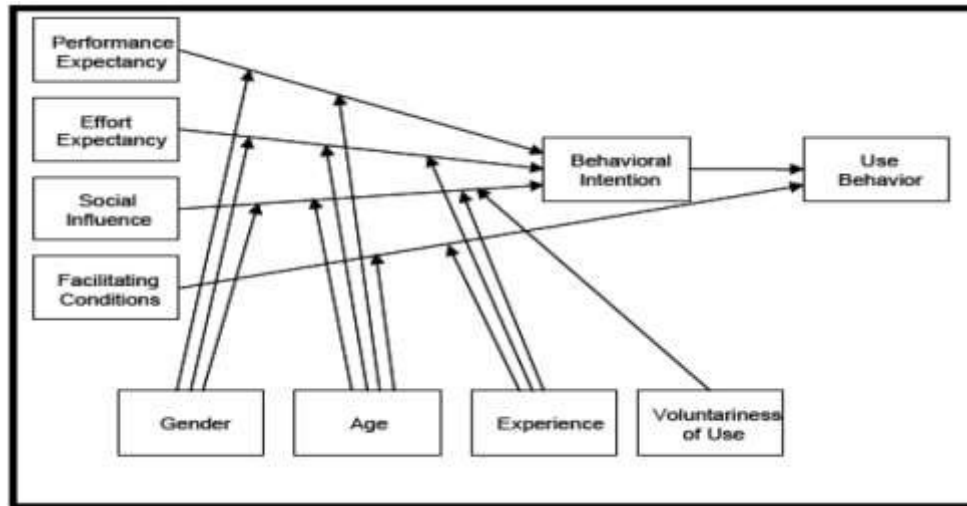 Performance
Expectancy
Effort
Expectancy
Social
Influence
Facilitating
Conditions
Behavioral
Intention
Use
Behavior
Gender
Age
Experience
Voluntariness
of Use